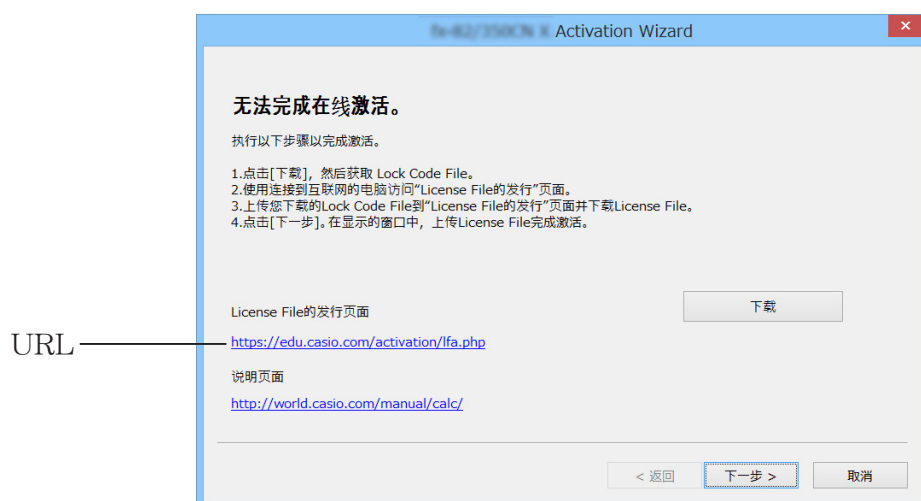 Activation Wizard
无法完成在线激活。
执行以下步骤以完成激活。
1.点击[下载]，然后获取 Lock Code File。
2.使用连接到互联网的电脑访问“License File的发行”页面。
3.上传您下载的Lock Code File到“License File的发行”页面并下载License File。
4.点击[下一步]。在显示的窗口中，上传License File完成激活。
License File的发行页面
下载
URL
https://edu.casio.com/activation/lfa.php
说明页面
http://world.casio.com/manual/calc/
< 返回
下一步 >
取消